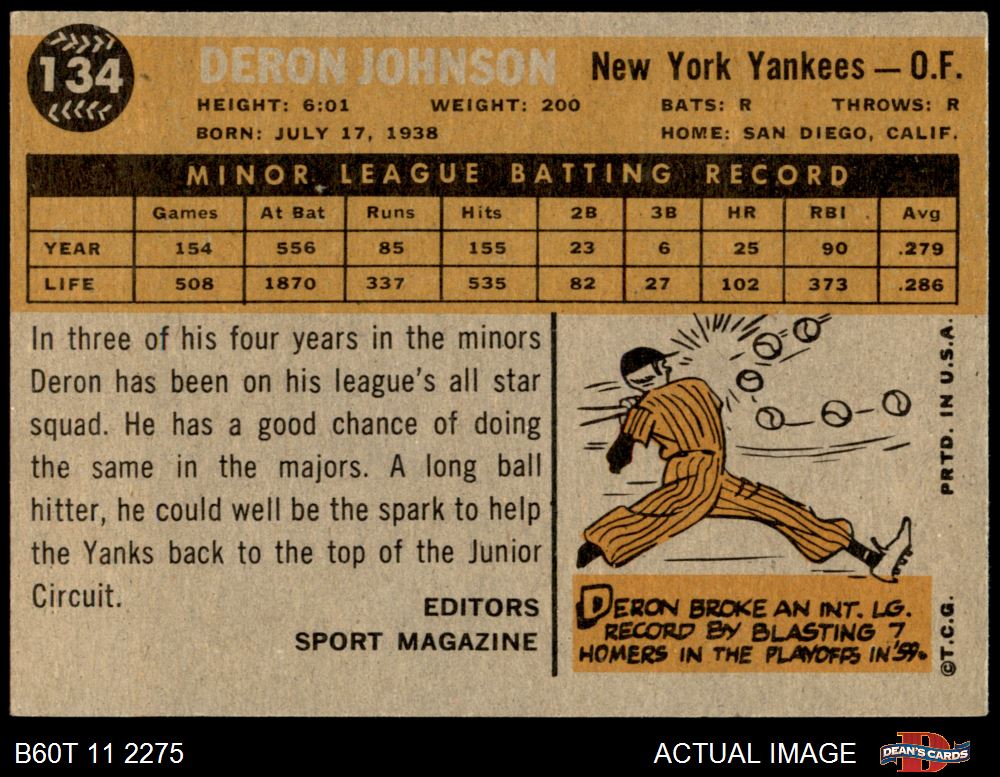 134
DERON JOHNSON New York Yankees — O.F.
HEIGHT: 6:01 WEIGHT: 200 BATS: R THROWS: R
BORN: JULY 17, 1938 HOME: SAN DIEGO, CALIF.
MINOR LEAGUE BATTING RECORD
Games At Bat Runs Hits 2B 3B HR RBI Avg
YEAR 154 556 85 155 23 6 25 90 .279
LIFE 508 1870 337 535 82 27 102 373 .286
In three of his four years in the minors
Deron has been on his league's all star
squad. He has a good chance of doing
the same in the majors. A long ball
hitter, he could well be the spark to help
the Yanks back to the top of the Junior
Circuit.
EDITORS
SPORT MAGAZINE
DERON BROKE AN INT. LG.
RECORD BY BLASTING 7
HOMERS IN THE PLAYOFFS IN '59.
©T.C.G. PRTD. IN U.S.A.
B60T 11 2275 ACTUAL IMAGE
DEAN'S CARDS